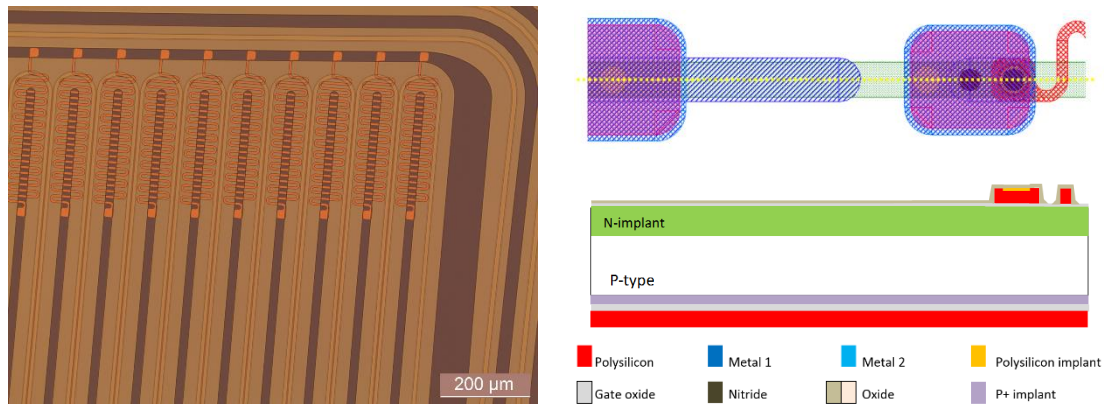 200 µm
N-implant
P-type
Polysilicon
Metal 1
Metal 2
Polysilicon implant
Gate oxide
Nitride
Oxide
P+ implant